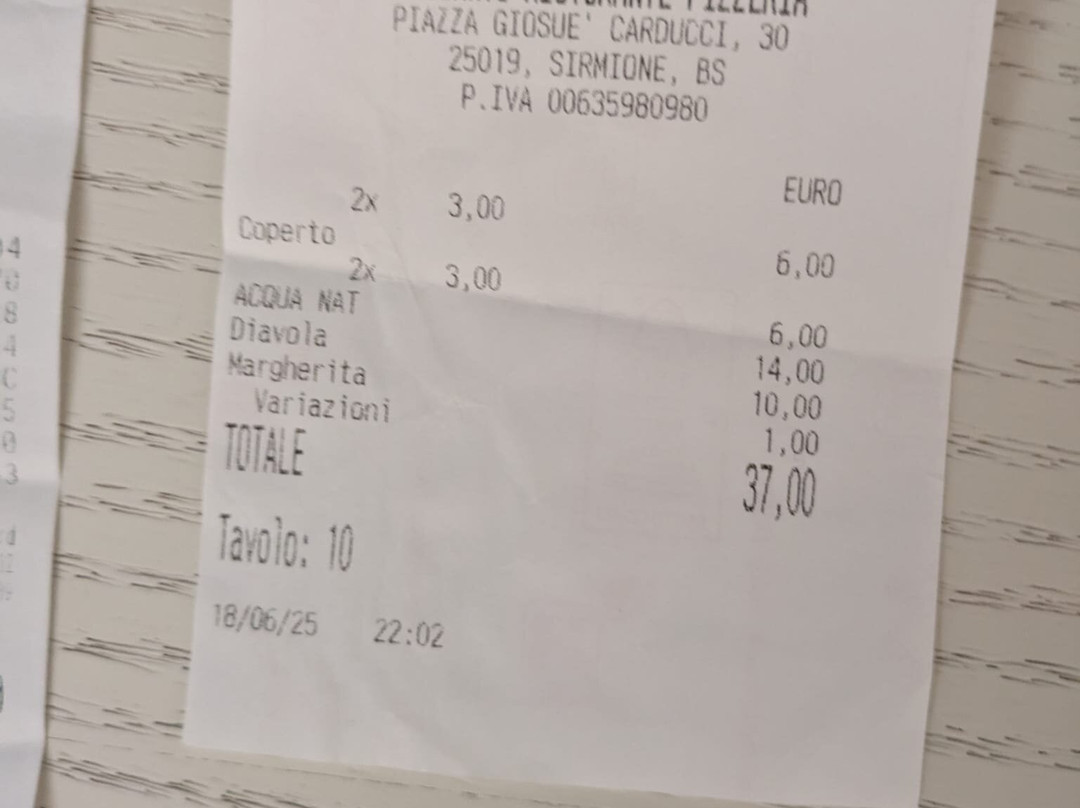 RISTORANTE PIZZERIA
PIAZZA GIOSUE' CARDUCCI, 30
25019, SIRMIONE, BS
P.IVA 00635980980
EURO
2x 3,00
Coperto 6,00
2x 3,00
ACQUA NAT 6,00
Diavola 14,00
Margherita 10,00
Variazioni 1,00
TOTALE 37,00
Tavolo: 10
18/06/25 22:02